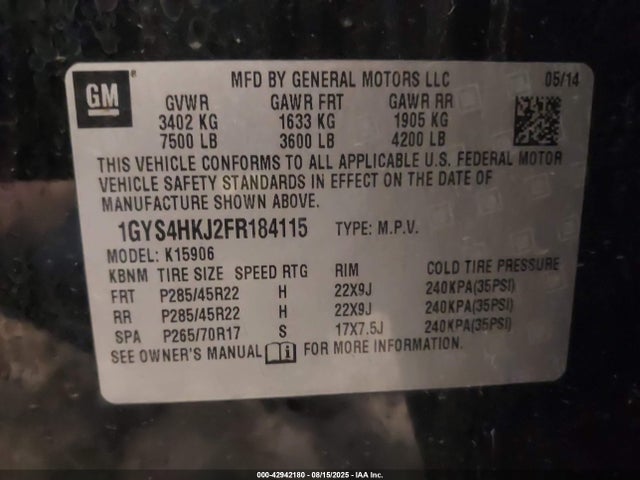 GM
MFD BY GENERAL MOTORS LLC 05/14
GVWR GAWR FRT GAWR RR
3402 KG 1633 KG 1905 KG
7500 LB 3600 LB 4200 LB
THIS VEHICLE CONFORMS TO ALL APPLICABLE U.S. FEDERAL MOTOR
VEHICLE SAFETY STANDARDS IN EFFECT ON THE DATE OF
MANUFACTURE SHOWN ABOVE.
1GYS4HKJ2FR184115 TYPE: M.P.V.
MODEL: K15906
KBNM TIRE SIZE SPEED RTG RIM COLD TIRE PRESSURE
FRT P285/45R22 H 22X9J 240KPA(35PSI)
RR P285/45R22 H 22X9J 240KPA(35PSI)
SPA P265/70R17 S 17X7.5J 240KPA(35PSI)
SEE OWNER'S MANUAL FOR MORE INFORMATION.
000-42942180 - 08/15/2025 - IAA Inc.